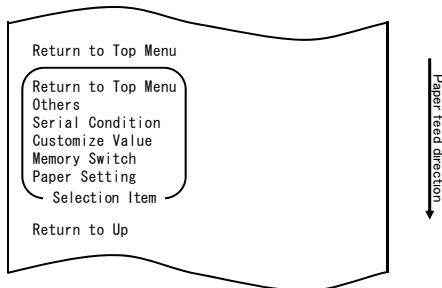 Return to Top Menu
Return to Top Menu
Others
Serial Condition
Customize Value
Memory Switch
Paper Setting
Selection Item
Return to Up
Paper feed direction